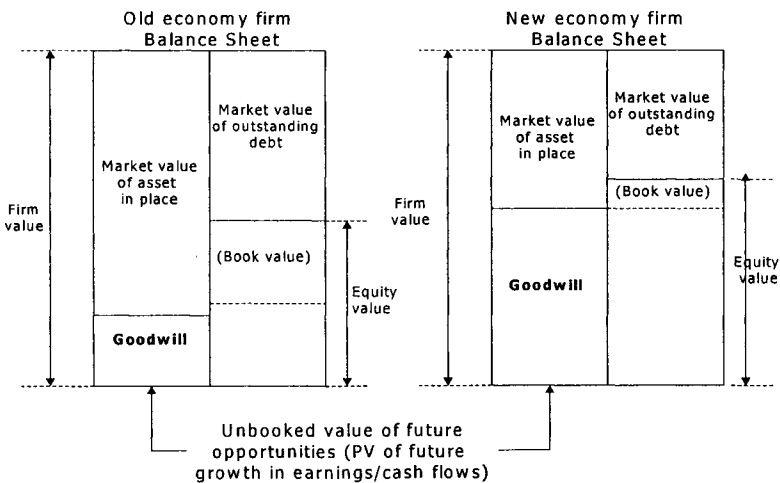 Old economy firm
Balance Sheet
Firm
value
Market value
of asset
in place
Goodwill
Market value
of outstanding
debt
(Book value)
Equity
value
New economy firm
Balance Sheet
Firm
value
Market value
of asset
in place
Goodwill
Market value
of outstanding
debt
(Book value)
Equity
value
Unbooked value of future
opportunities (PV of future
growth in earnings/cash flows)